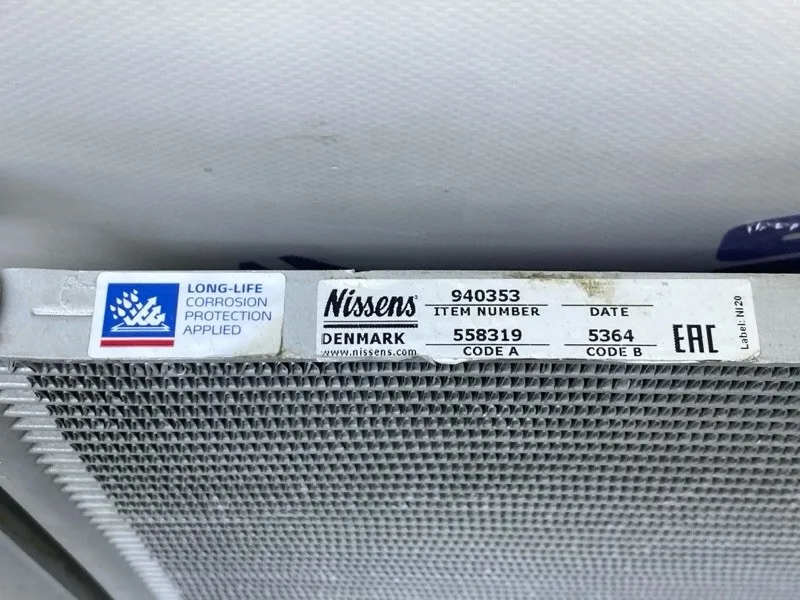 LONG-LIFE
CORROSION
PROTECTION
APPLIED
Nissens
DENMARK
www.nissens.com
940353
ITEM NUMBER
DATE
558319
5364
CODE A
CODE B
EAC
Label: NI20